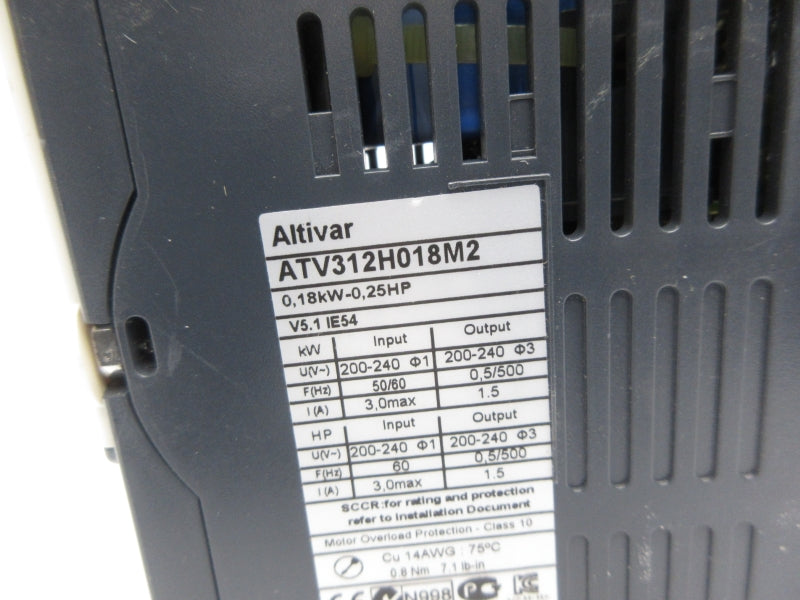 Altivar
ATV312H018M2
0,18kW-0,25HP
V5.1 IE54
kW Input Output
U(V~) 200-240 Φ1 200-240 Φ3
F(Hz) 50/60 0,5/500
I (A) 3,0max 1.5
HP Input Output
U(V~) 200-240 Φ1 200-240 Φ3
F(Hz) 60 0,5/500
I (A) 3,0max 1.5
SCCR:for rating and protection
refer to Installation Document
Motor Overload Protection - Class 10
Cu 14AWG : 75ºC
0.8 Nm 7.1 lb-in
N998